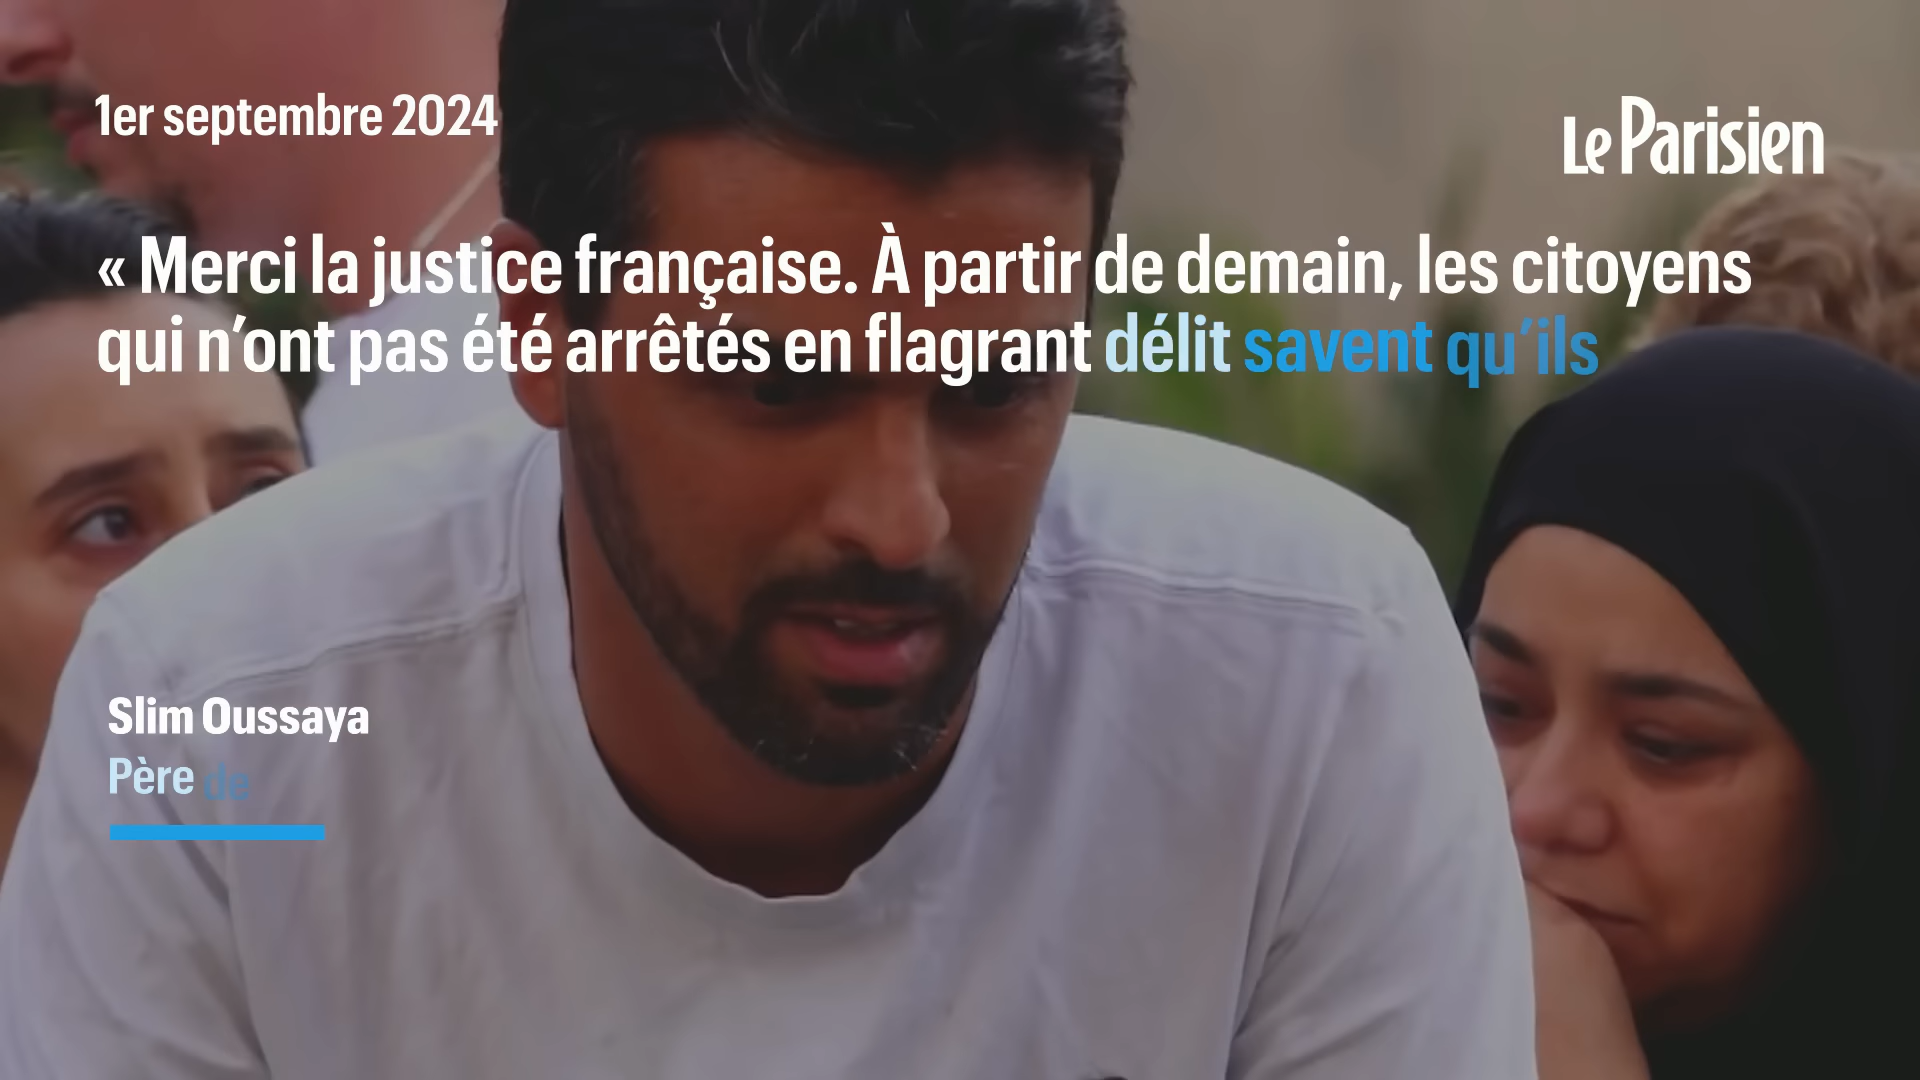 1er septembre 2024
Le Parisien
« Merci la justice française. À partir de demain, les citoyens
qui n’ont pas été arrêtés en flagrant délit savent qu’ils
Slim Oussaya
Père de